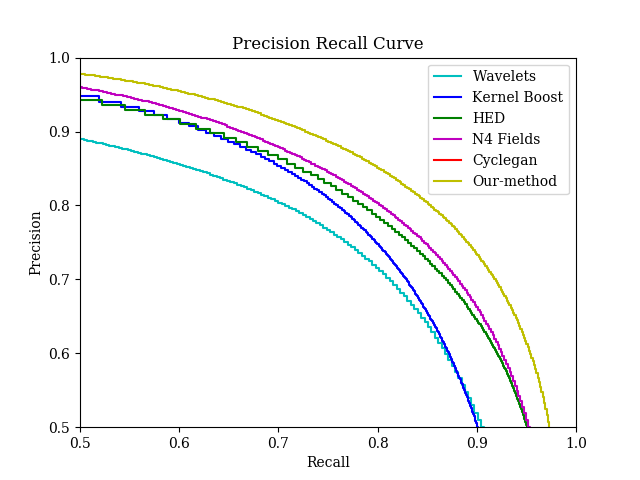 Precision Recall Curve
Wavelets
Kernel Boost
HED
N4 Fields
Cyclegan
Our-method
Precision
1.0
0.9
0.8
0.7
0.6
0.5
0.5 0.6 0.7 0.8 0.9 1.0
Recall